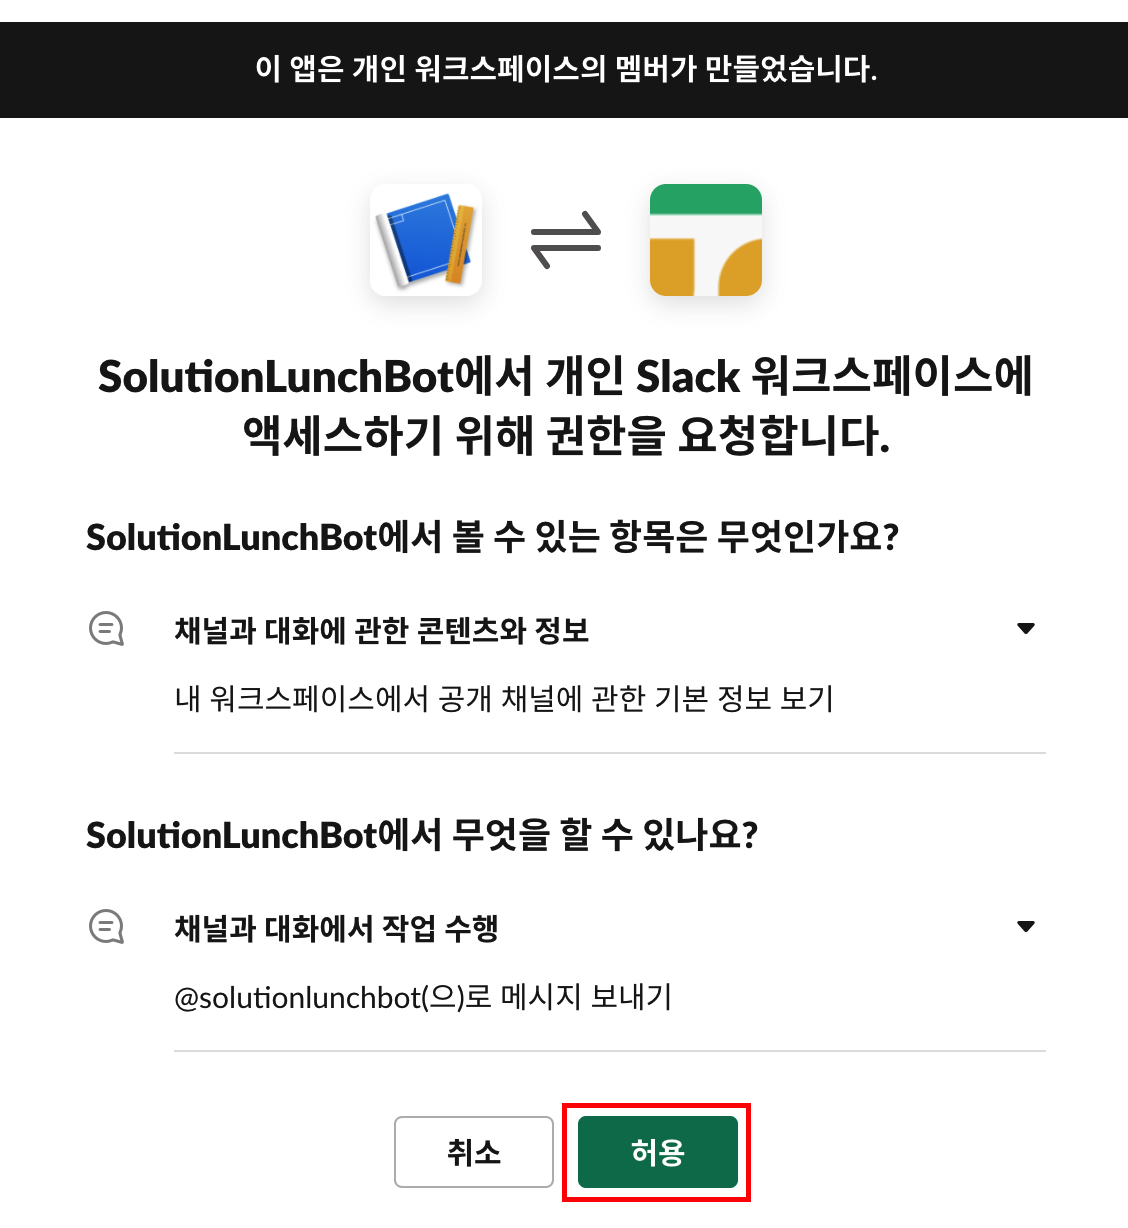 이 앱은 개인 워크스페이스의 멤버가 만들었습니다.
SolutionLunchBot에서 개인 Slack 워크스페이스에
액세스하기 위해 권한을 요청합니다.
SolutionLunchBot에서 볼 수 있는 항목은 무엇인가요?
채널과 대화에 관한 콘텐츠와 정보
내 워크스페이스에서 공개 채널에 관한 기본 정보 보기
SolutionLunchBot에서 무엇을 할 수 있나요?
채널과 대화에서 작업 수행
@solutionlunchbot(으)로 메시지 보내기
취소
허용